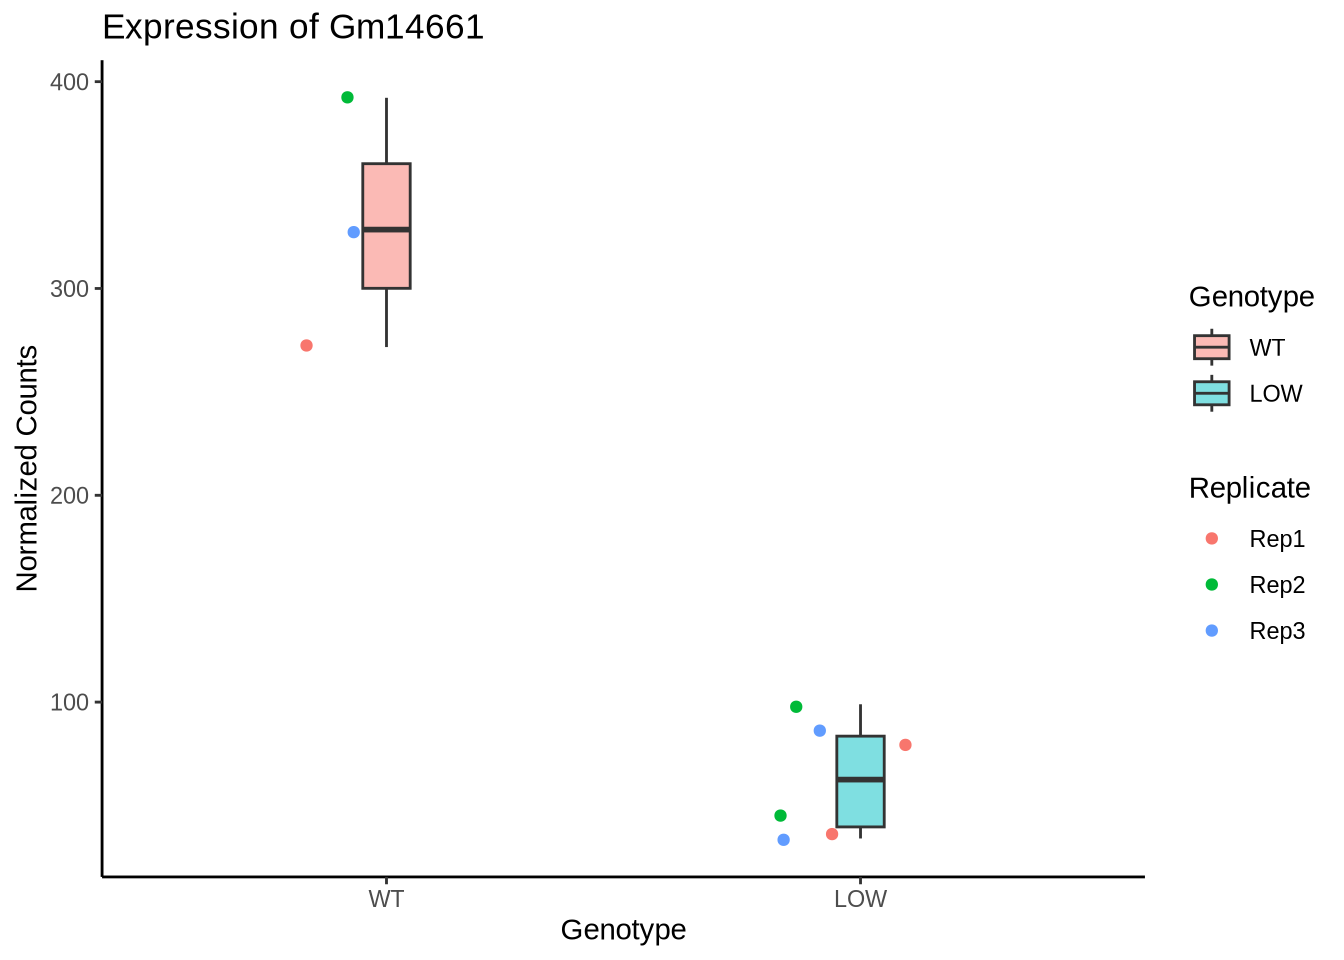 Expression of Gm14661
400
300
200
100
Normalized Counts
WT
LOW
Genotype
Genotype
WT
LOW
Replicate
Rep1
Rep2
Rep3